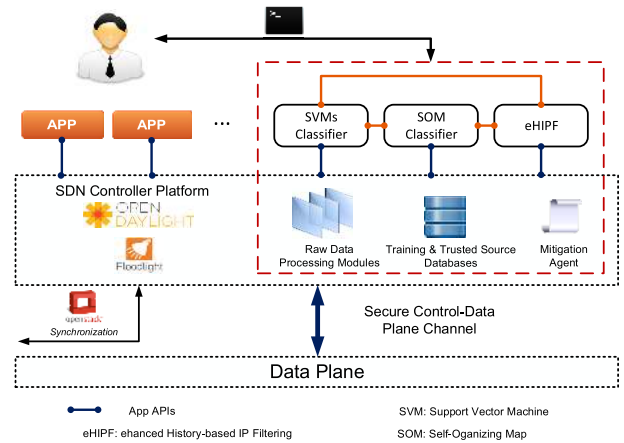 >_
APP
APP
...
SVMs
Classifier
SOM
Classifier
eHIPF
SDN Controller Platform
OPEN
DAYLIGHT
Floodlight
Raw Data
Processing Modules
Training & Trusted Source
Databases
Mitigation
Agent
openstack
Synchronization
Secure Control-Data
Plane Channel
Data Plane
App APIs
SVM: Support Vector Machine
eHIPF: ehanced History-based IP Filtering
SOM: Self-Oganizing Map